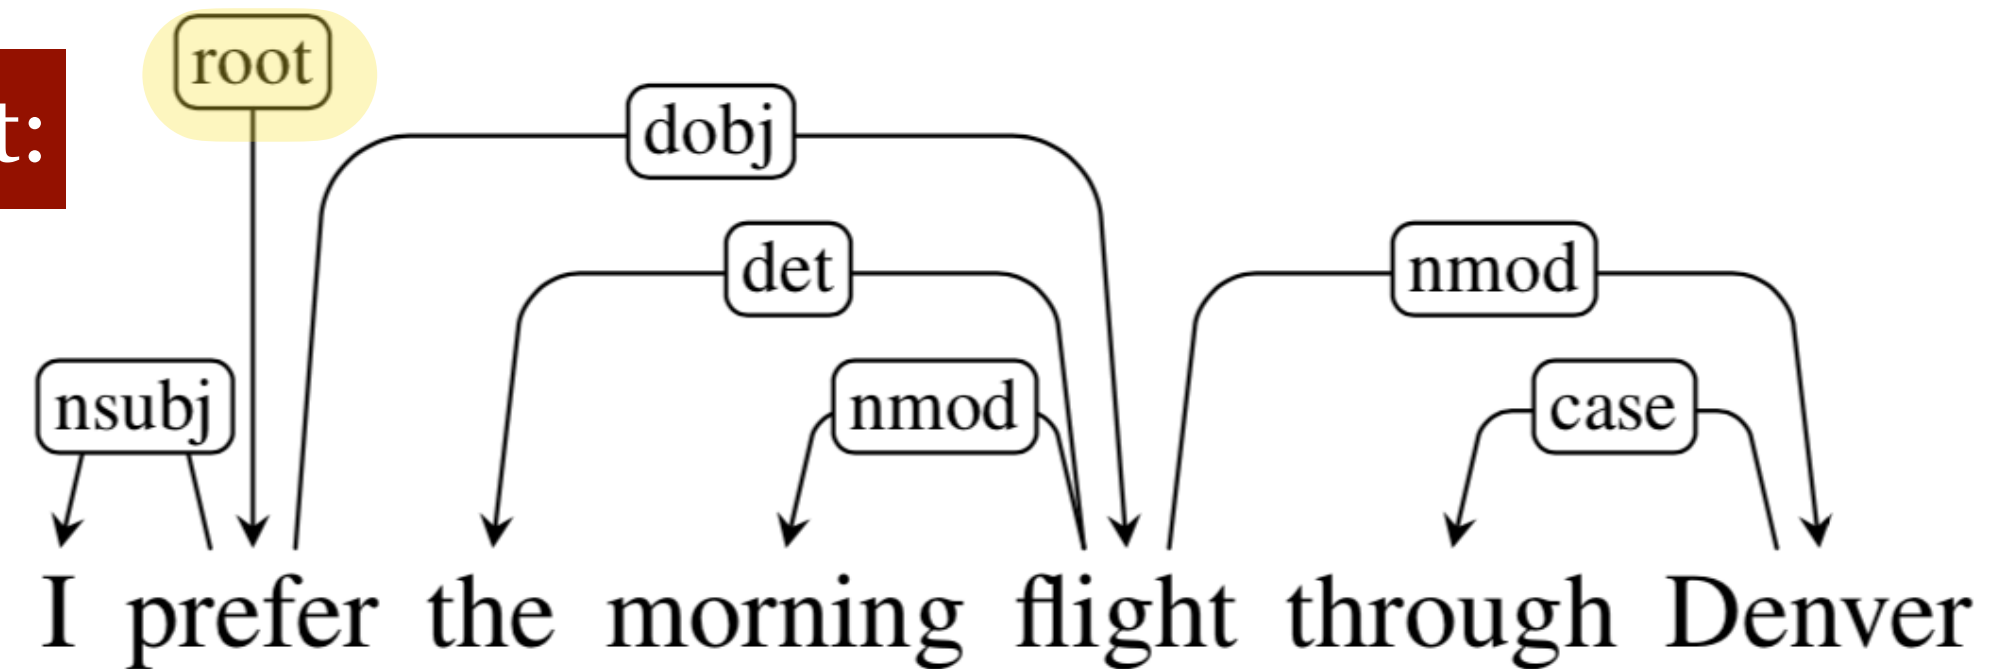 root
t:
dobj
det
nmod
nsubj
nmod
case
I prefer the morning flight through Denver